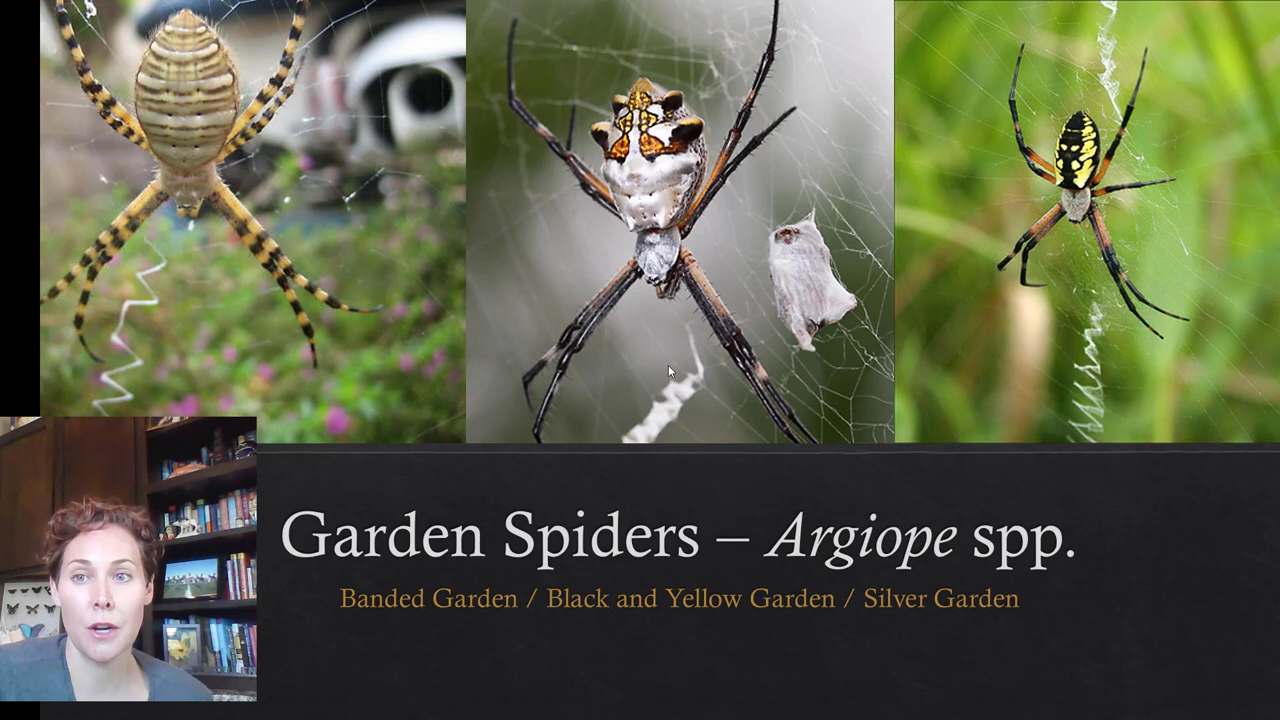 Garden Spiders – Argiope spp.
Banded Garden / Black and Yellow Garden / Silver Garden